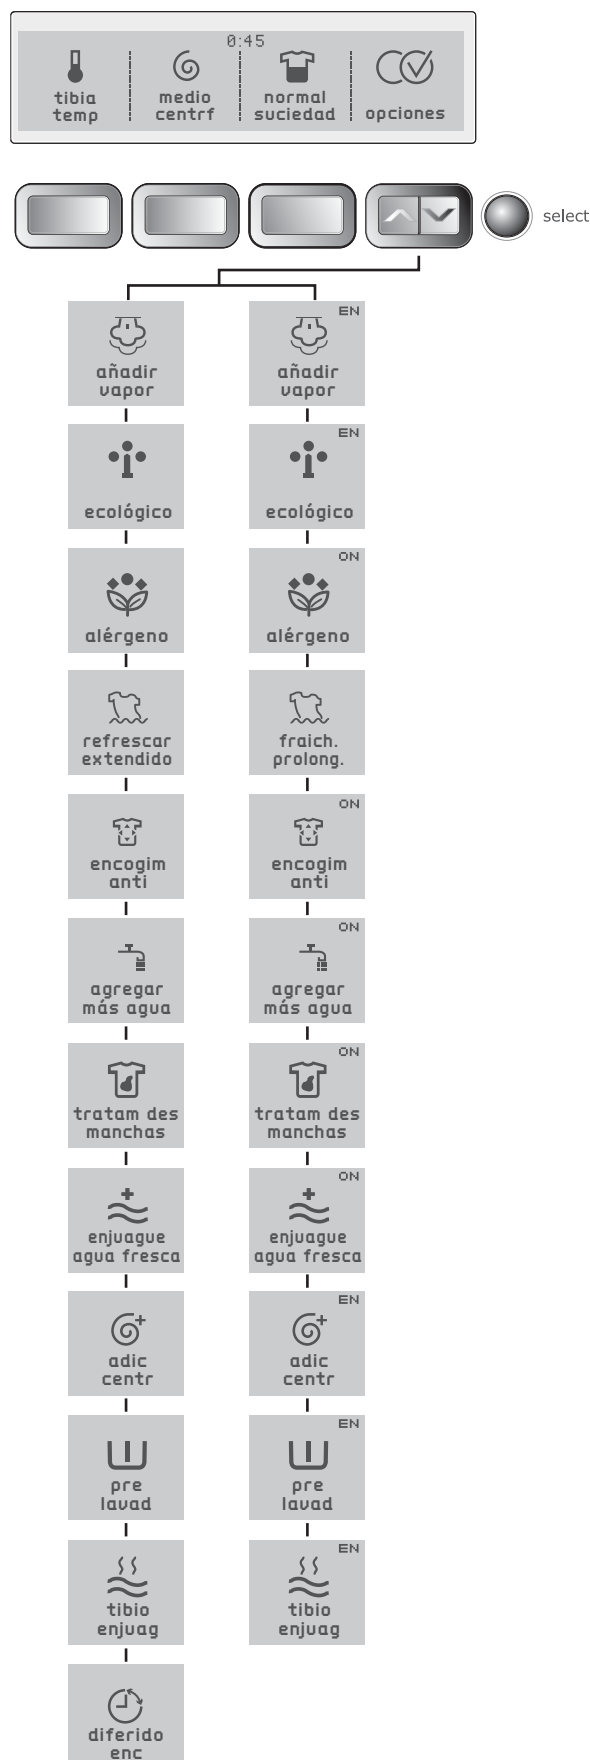 0:45
tibia
temp
medio
centrf
normal
suciedad
opciones
select
añadir
vapor
EN
añadir
vapor
ecológico
EN
ecológico
alérgeno
ON
alérgeno
refrescar
extendido
fraich.
prolong.
encogim
anti
ON
encogim
anti
agregar
más agua
ON
agregar
más agua
tratam des
manchas
ON
tratam des
manchas
enjuague
agua fresca
ON
enjuague
agua fresca
adic
centr
EN
adic
centr
pre
lavad
EN
pre
lavad
tibio
enjuag
EN
tibio
enjuag
diferido
enc